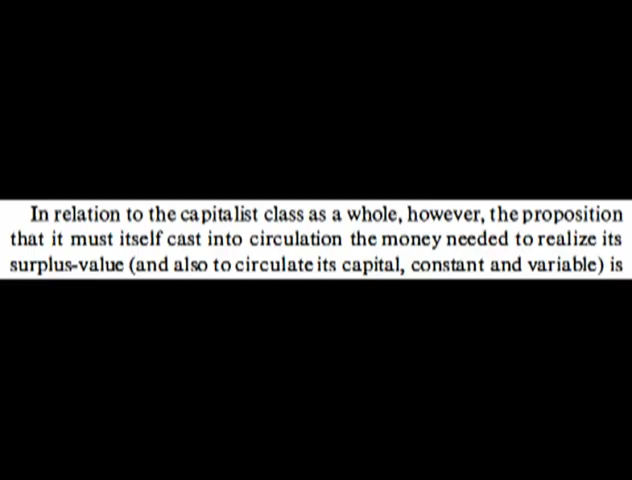 In relation to the capitalist class as a whole, however, the proposition
that it must itself cast into circulation the money needed to realize its
surplus-value (and also to circulate its capital, constant and variable) is